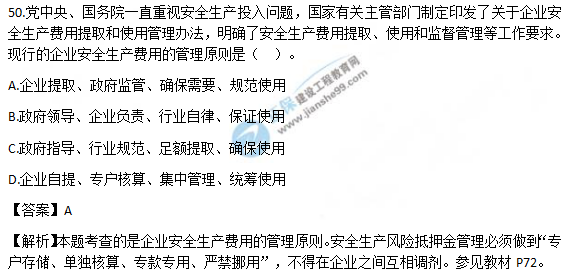 50.党中央、国务院一直重视安全生产投入问题，国家有关主管部门制定印发了关于企业安
全生产费用提取和使用管理办法，明确了安全生产费用提取、使用和监督管理等工作要求。
现行的企业安全生产费用的管理原则是（　）。
A.企业提取、政府监管、确保需要、规范使用
B.政府领导、企业负责、行业自律、保证使用
C.政府指导、行业规范、足额提取、确保使用
D.企业自提、专户核算、集中管理、统筹使用
建设工程教育网
www.jianshe99.com
【答案】A
【解析】本题考查的是企业安全生产费用的管理原则。安全生产风险抵押金管理必须做到“专
户存储、单独核算、专款专用、严禁挪用”，不得在企业之间互相调剂。参见教材 P72。